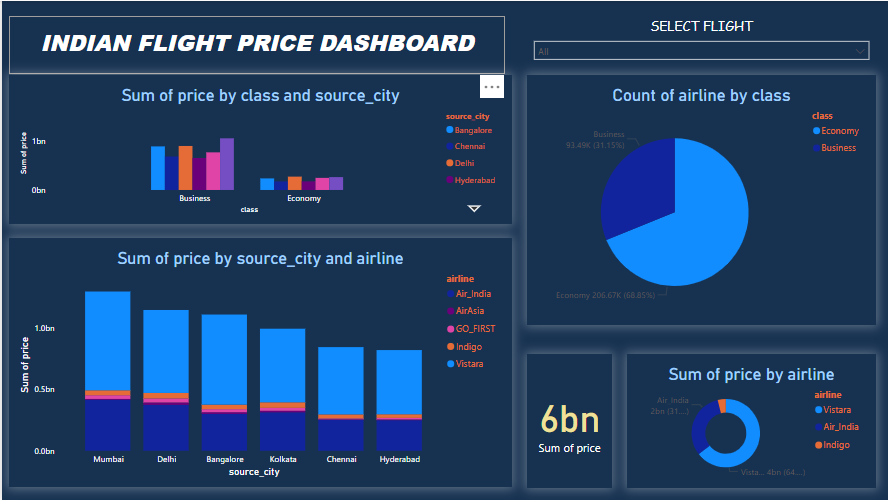 INDIAN FLIGHT PRICE DASHBOARD
SELECT FLIGHT
All
Sum of price by class and source_city
Sum of price
1bn
0bn
Business
Economy
class
source_city
Bangalore
Chennai
Delhi
Hyderabad
Count of airline by class
Business
93.49K (31.15%)
Economy 206.67K (68.85%)
class
Economy
Business
Sum of price by source_city and airline
Sum of price
1.0bn
0.5bn
0.0bn
Mumbai
Delhi
Bangalore
Kolkata
Chennai
Hyderabad
source_city
airline
Air_India
AirAsia
GO_FIRST
Indigo
Vistara
6bn
Sum of price
Sum of price by airline
Air_India
2bn (31...)
Vista... 4bn (64...)
airline
Vistara
Air_India
Indigo